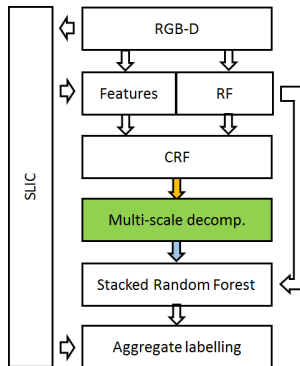 RGB-D
SLIC
Features
RF
CRF
Multi-scale decomp.
Stacked Random Forest
Aggregate labelling